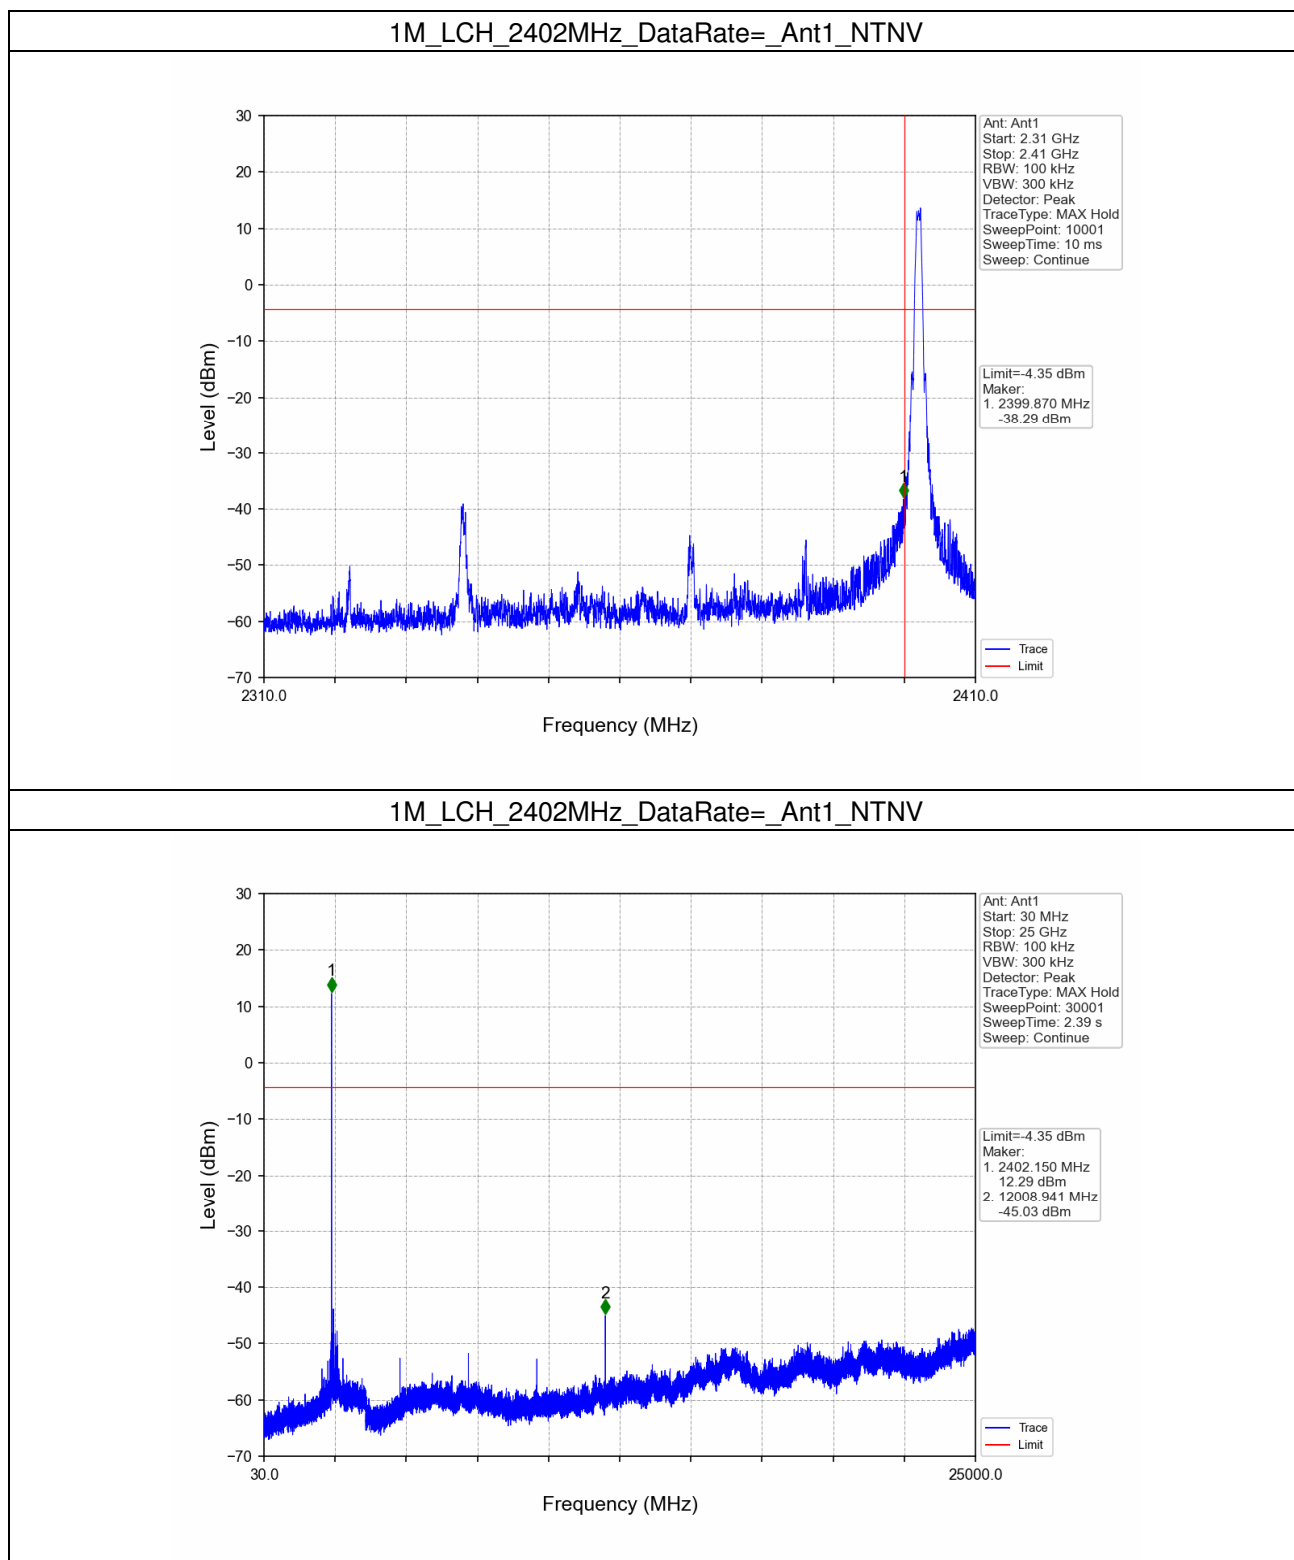 1M_LCH_2402MHz_DataRate=_Ant1_NTNV
30
20
10
0
−10
−20
−30
−40
−50
−60
−70
Level (dBm)
2310.0
2410.0
Frequency (MHz)
1
Ant: Ant1
Start: 2.31 GHz
Stop: 2.41 GHz
RBW: 100 kHz
VBW: 300 kHz
Detector: Peak
TraceType: MAX Hold
SweepPoint: 10001
SweepTime: 10 ms
Sweep: Continue
Limit=-4.35 dBm
Maker:
1. 2399.870 MHz
-38.29 dBm
Trace
Limit
1M_LCH_2402MHz_DataRate=_Ant1_NTNV
30
20
10
0
−10
−20
−30
−40
−50
−60
−70
Level (dBm)
30.0
25000.0
Frequency (MHz)
1
2
Ant: Ant1
Start: 30 MHz
Stop: 25 GHz
RBW: 100 kHz
VBW: 300 kHz
Detector: Peak
TraceType: MAX Hold
SweepPoint: 30001
SweepTime: 2.39 s
Sweep: Continue
Limit=-4.35 dBm
Maker:
1. 2402.150 MHz
12.29 dBm
2. 12008.941 MHz
-45.03 dBm
Trace
Limit